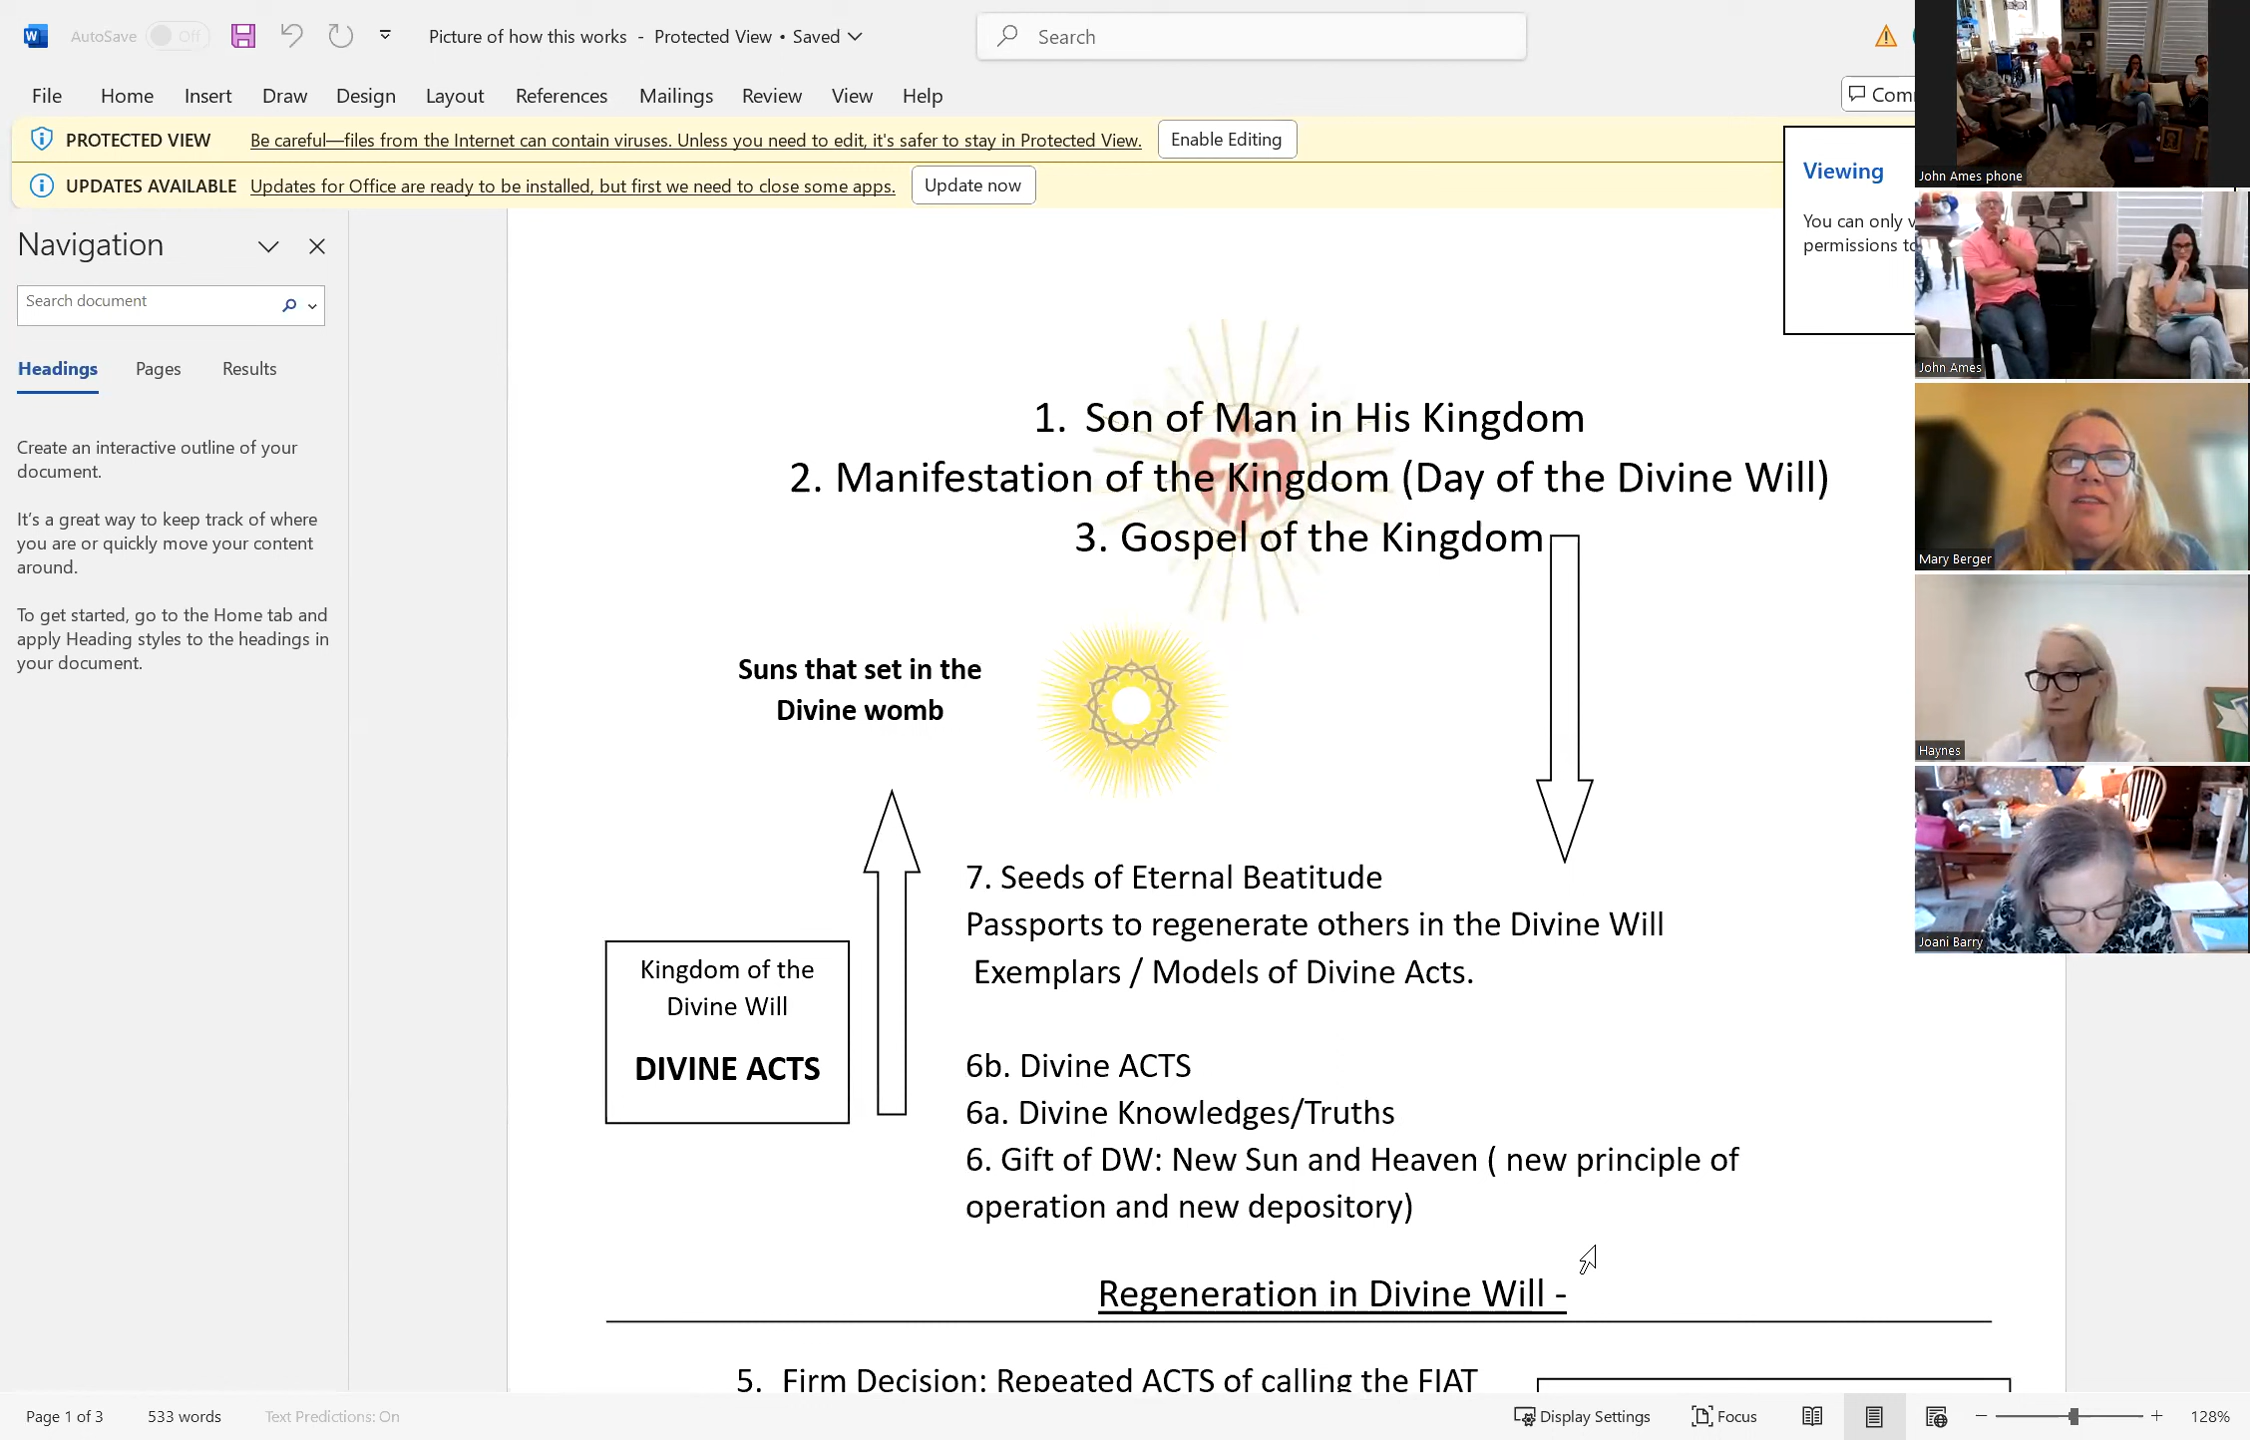 AutoSave
Off
Picture of how this works - Protected View • Saved
Search
File Home Insert Draw Design Layout References Mailings Review View Help
PROTECTED VIEW Be careful—files from the Internet can contain viruses. Unless you need to edit, it's safer to stay in Protected View. Enable Editing
UPDATES AVAILABLE Updates for Office are ready to be installed, but first we need to close some apps. Update now
Navigation
Search document
Headings Pages Results
Create an interactive outline of your
document.
It's a great way to keep track of where
you are or quickly move your content
around.
To get started, go to the Home tab and
apply Heading styles to the headings in
your document.
1. Son of Man in His Kingdom
2. Manifestation of the Kingdom (Day of the Divine Will)
3. Gospel of the Kingdom
Suns that set in the
Divine womb
7. Seeds of Eternal Beatitude
Passports to regenerate others in the Divine Will
Exemplars / Models of Divine Acts.
Kingdom of the
Divine Will
DIVINE ACTS
6b. Divine ACTS
6a. Divine Knowledges/Truths
6. Gift of DW: New Sun and Heaven ( new principle of
operation and new depository)
Regeneration in Divine Will -
5. Firm Decision: Repeated ACTS of calling the FIAT
Viewing
You can only
permissions
John Ames phone
John Ames
Mary Berger
Haynes
Joani Barry
Page 1 of 3 533 words Text Predictions: On
Display Settings Focus 128%